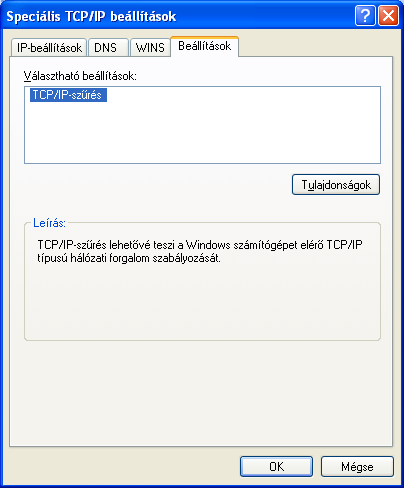 Speciális TCP/IP beállítások
IP-beállítások DNS WINS Beállítások
Választható beállítások:
TCP/IP-szűrés
Tulajdonságok
Leírás:
TCP/IP-szűrés lehetővé teszi a Windows számítógépet elérő TCP/IP
típusú hálózati forgalom szabályozását.
OK Mégse